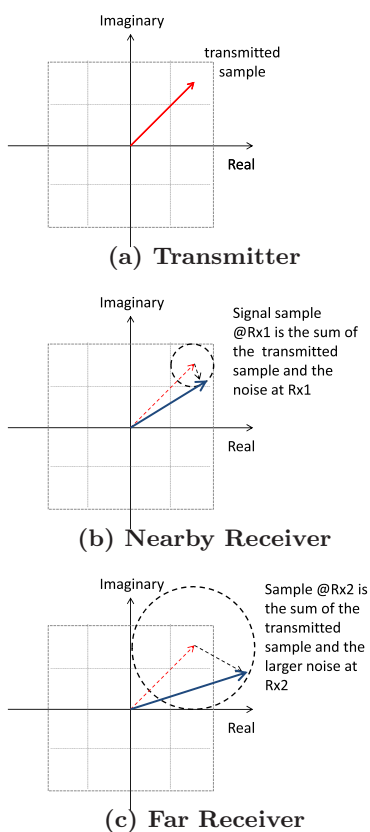 Imaginary
transmitted
sample
Real
(a) Transmitter
Imaginary
Signal sample
@Rx1 is the sum of
the transmitted
sample and the
noise at Rx1
Real
(b) Nearby Receiver
Imaginary
Sample @Rx2 is
the sum of the
transmitted
sample and the
larger noise at
Rx2
Real
(c) Far Receiver